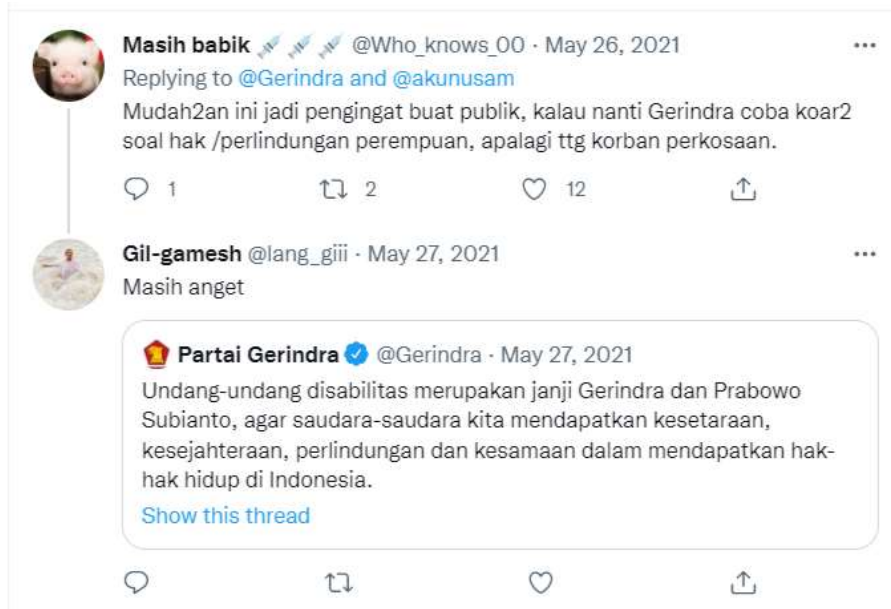 Masih babik 💉 💉 💉 @Who_knows_00 · May 26, 2021
Replying to @Gerindra and @akunusam
Mudah2an ini jadi pengingat buat publik, kalau nanti Gerindra coba koar2
soal hak /perlindungan perempuan, apalagi ttg korban perkosaan.
1 2 12
Gil-gamesh @lang_giii · May 27, 2021
Masih anget
Partai Gerindra @Gerindra · May 27, 2021
Undang-undang disabilitas merupakan janji Gerindra dan Prabowo
Subianto, agar saudara-saudara kita mendapatkan kesetaraan,
kesejahteraan, perlindungan dan kesamaan dalam mendapatkan hak-
hak hidup di Indonesia.
Show this thread